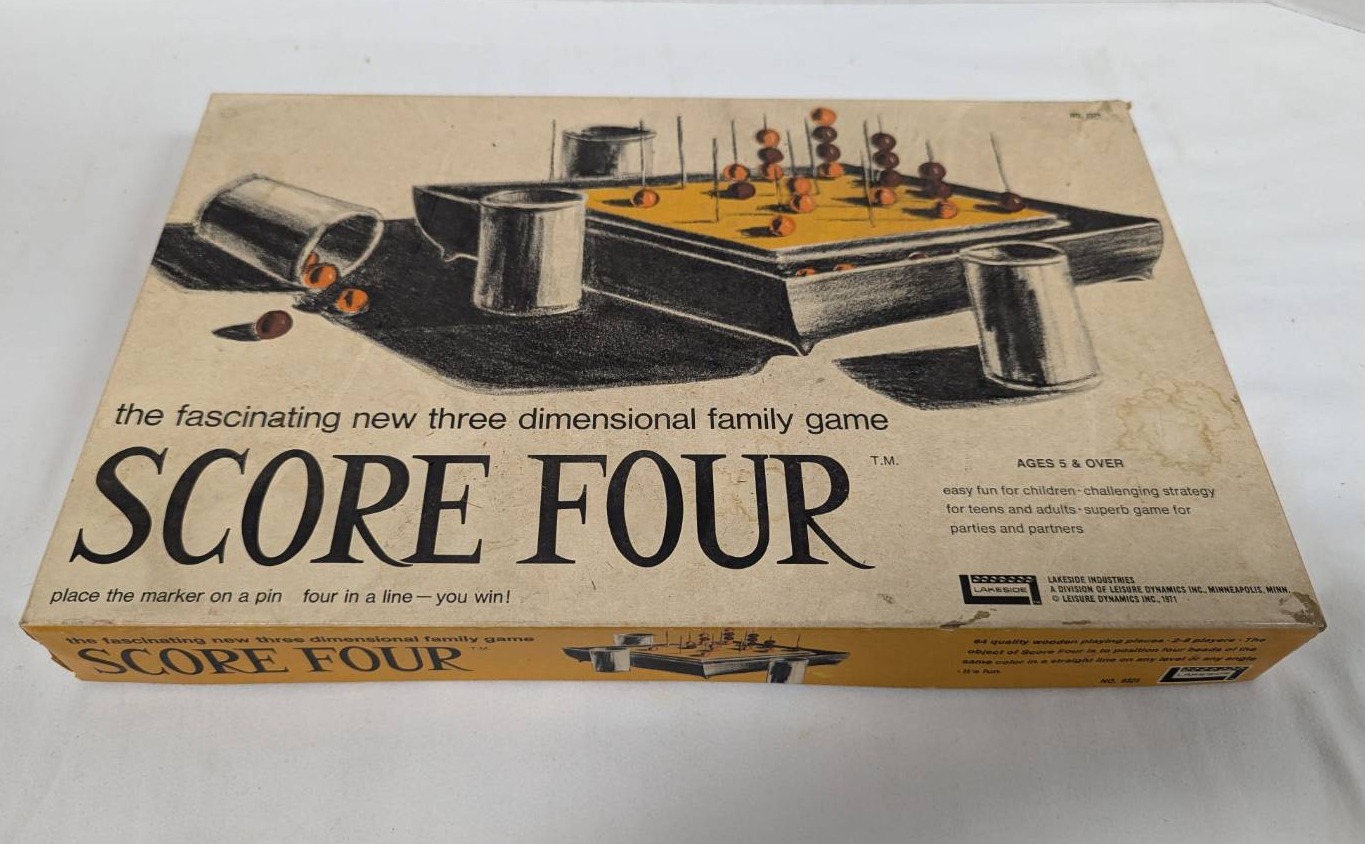 the fascinating new three dimensional family game
SCORE FOUR T.M.
AGES 5 & OVER
easy fun for children · challenging strategy
for teens and adults · superb game for
parties and partners
place the marker on a pin four in a line — you win!
LAKESIDE
LAKESIDE INDUSTRIES
A DIVISION OF LEISURE DYNAMICS INC., MINNEAPOLIS, MINN.
© LEISURE DYNAMICS INC., 1971
the fascinating new three dimensional family game
SCORE FOUR T.M.
64 quality wooden playing pieces · 2-8 players · The
object of Score Four is to position four beads of the
same color in a straight line on any level or any angle
· it's fun.
NO.
LAKESIDE